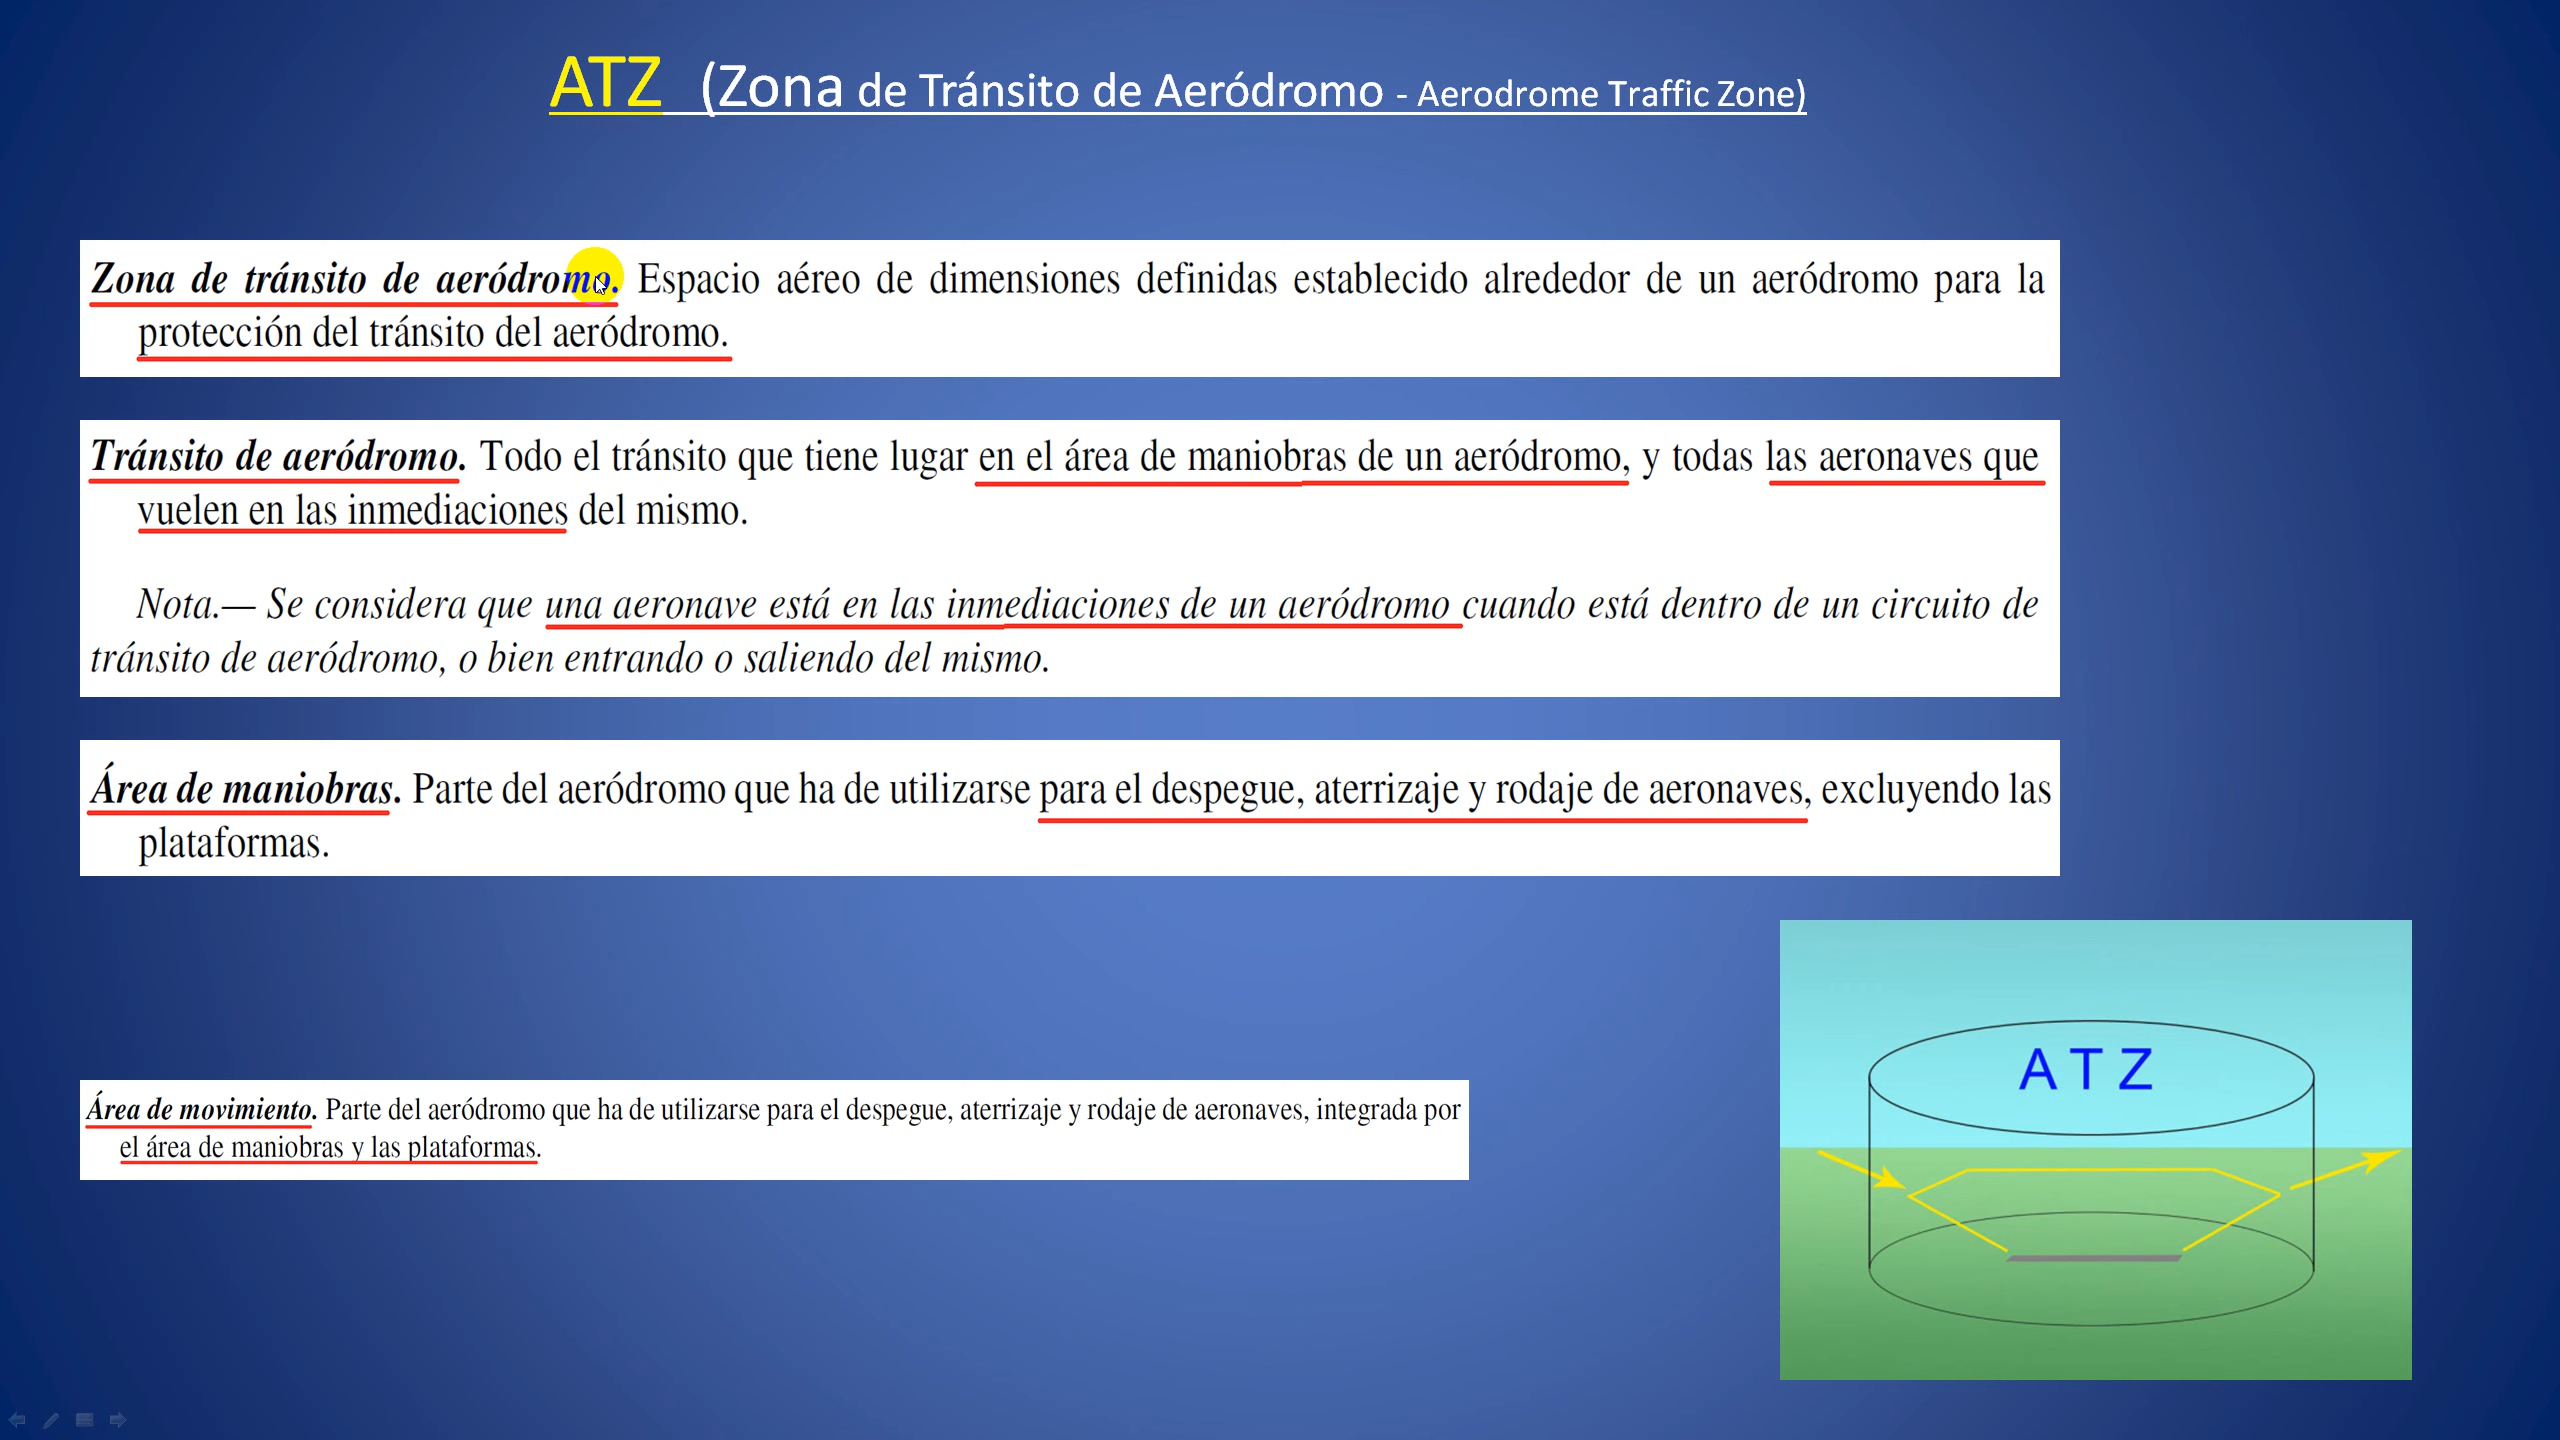 ATZ (Zona de Tránsito de Aeródromo - Aerodrome Traffic Zone)
Zona de tránsito de aeródromo. Espacio aéreo de dimensiones definidas establecido alrededor de un aeródromo para la
protección del tránsito del aeródromo.
Tránsito de aeródromo. Todo el tránsito que tiene lugar en el área de maniobras de un aeródromo, y todas las aeronaves que
vuelen en las inmediaciones del mismo.
Nota.— Se considera que una aeronave está en las inmediaciones de un aeródromo cuando está dentro de un circuito de
tránsito de aeródromo, o bien entrando o saliendo del mismo.
Área de maniobras. Parte del aeródromo que ha de utilizarse para el despegue, aterrizaje y rodaje de aeronaves, excluyendo las
plataformas.
Área de movimiento. Parte del aeródromo que ha de utilizarse para el despegue, aterrizaje y rodaje de aeronaves, integrada por
el área de maniobras y las plataformas.
A T Z